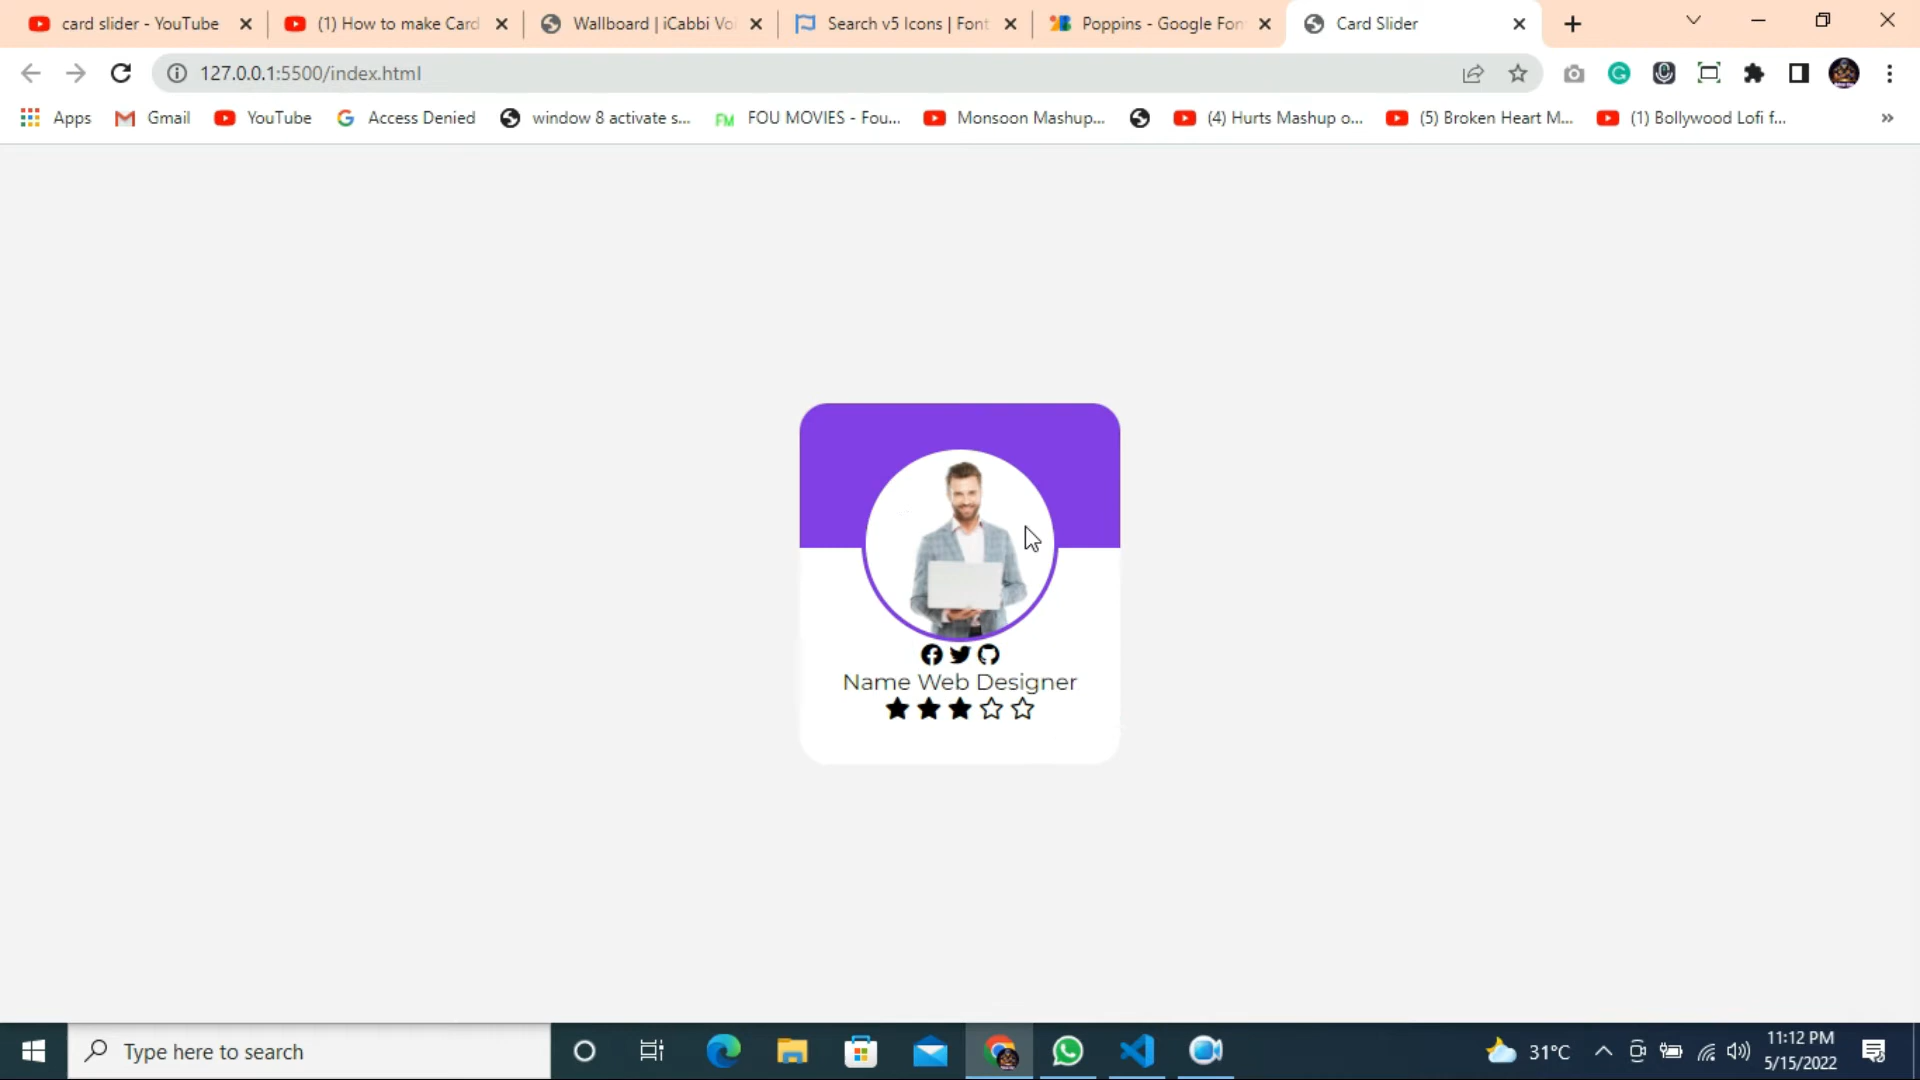 card slider - YouTube
(1) How to make Card
Wallboard | iCabbi Voi
Search v5 Icons | Font
Poppins - Google Fon
Card Slider
127.0.0.1:5500/index.html
Apps
Gmail
YouTube
Access Denied
window 8 activate s...
FM
FOU MOVIES - Fou...
Monsoon Mashup...
(4) Hurts Mashup o...
(5) Broken Heart M...
(1) Bollywood Lofi f...
»
Name Web Designer
Type here to search
31°C
11:12 PM
5/15/2022